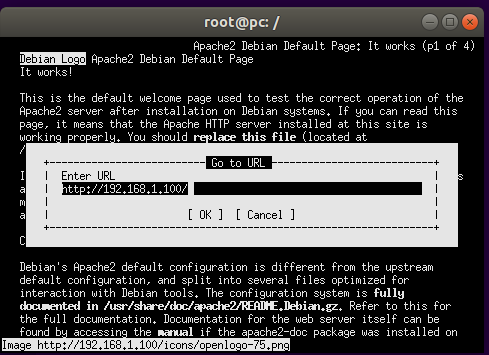 root@pc: /
Apache2 Debian Default Page: It works (p1 of 4)
Debian Logo Apache2 Debian Default Page
It works!
This is the default welcome page used to test the correct operation of the
Apache2 server after installation on Debian systems. If you can read this
page, it means that the Apache HTTP server installed at this site is
working properly. You should replace this file (located at
/
Go to URL
I s
Enter URL
a
http://192.168.1.100/
m
a
[ OK ] [ Cancel ]
C
Debian's Apache2 default configuration is different from the upstream
default configuration, and split into several files optimized for
interaction with Debian tools. The configuration system is fully
documented in /usr/share/doc/apache2/README.Debian.gz. Refer to this for
the full documentation. Documentation for the web server itself can be
found by accessing the manual if the apache2-doc package was installed on
Image http://192.168.1.100/icons/openlogo-75.png